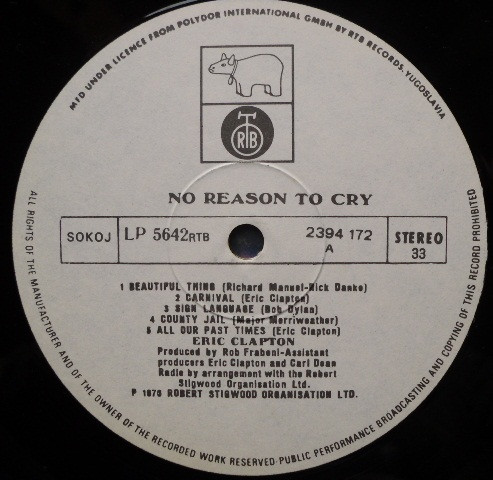 MFD UNDER LICENCE FROM POLYDOR INTERNATIONAL GMBH BY RTB RECORDS, YUGOSLAVIA
RTB
NO REASON TO CRY
SOKOJ
LP 5642RTB
2394 172
A
STEREO
33
1 BEAUTIFUL THING (Richard Manuel-Rick Danko)
2 CARNIVAL (Eric Clapton)
3 SIGN LANGUAGE (Bob Dylan)
4 COUNTY JAIL (Major Merriweather)
5 ALL OUR PAST TIMES (Eric Clapton)
ERIC CLAPTON
Produced by Rob Fraboni-Assistant
producers Eric Clapton and Carl Dean
Radle by arrangement with the Robert
Stigwood Organisation Ltd.
℗ 1976 ROBERT STIGWOOD ORGANISATION LTD.
ALL RIGHTS OF THE MANUFACTURER AND OF THE OWNER OF THE RECORDED WORK RESERVED·PUBLIC PERFORMANCE BROADCASTING AND COPYING OF THIS RECORD PROHIBITED